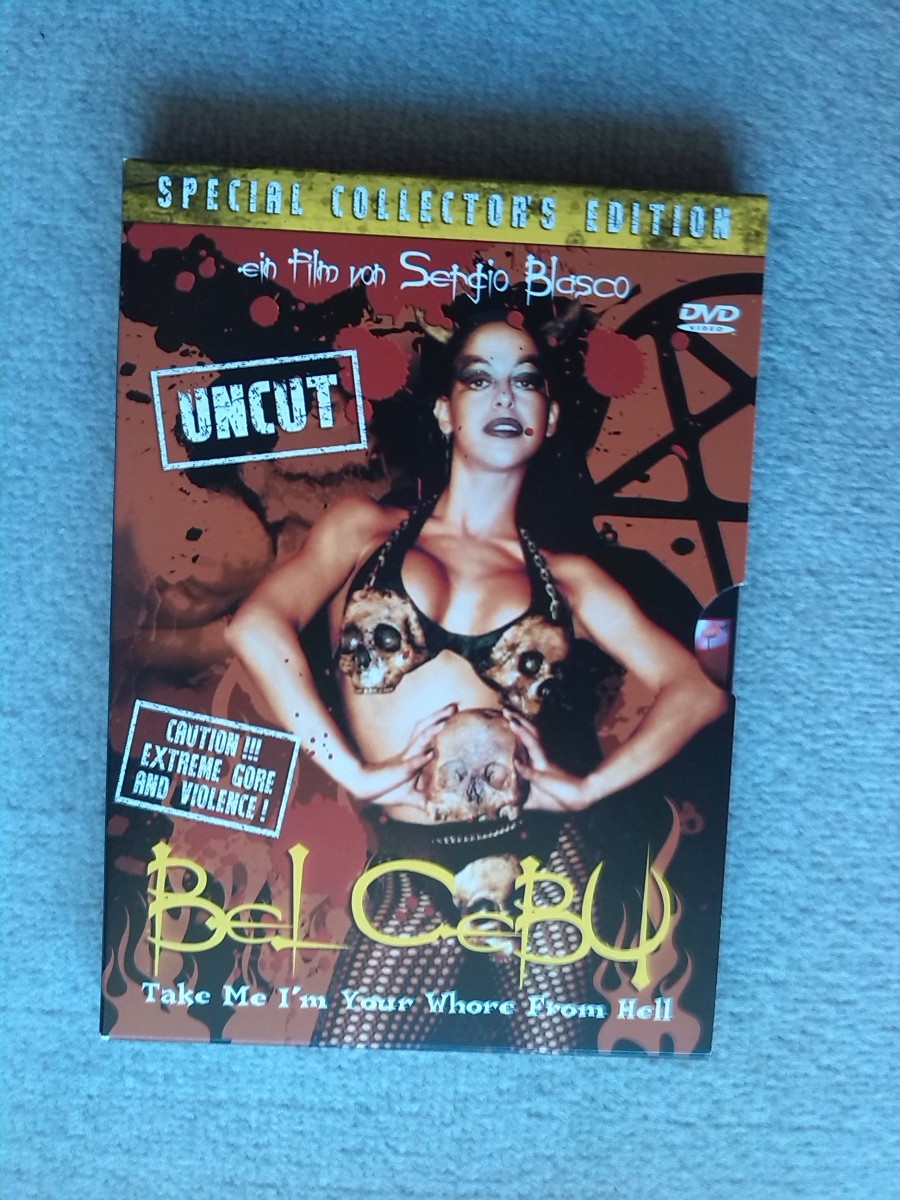 SPECIAL COLLECTOR'S EDITION
ein Film von Sergio Blasco
DVD
VIDEO
UNCUT
CAUTION !!!
EXTREME GORE
AND VIOLENCE !
BEL CEBU
Take Me I'm Your Whore From Hell